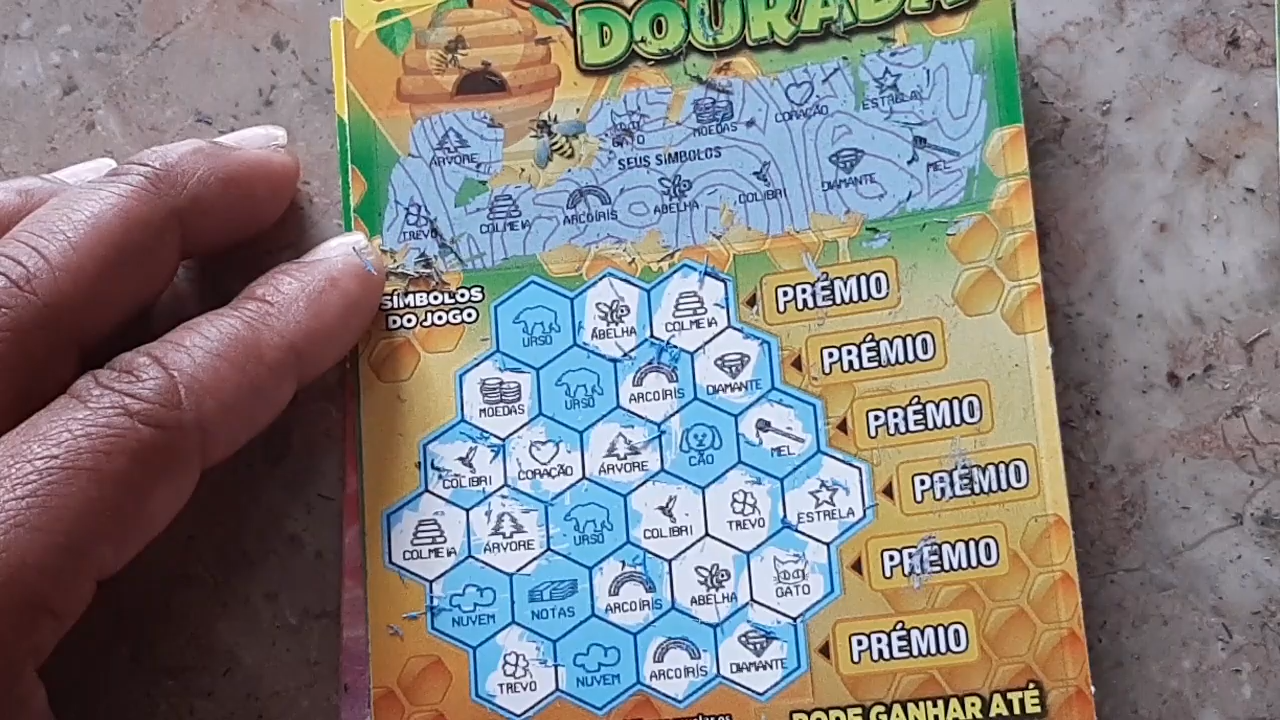 DOURADA
ÁRVORE GATO MOEDAS CORAÇÃO ESTRELA
SEUS SÍMBOLOS
TREVO COLMEIA ARCOÍRIS ABELHA COLIBRI DIAMANTE MEL
SÍMBOLOS
DO JOGO
URSO ABELHA COLMEIA PRÉMIO
MOEDAS URSO ARCOÍRIS DIAMANTE PRÉMIO
COLIBRI CORAÇÃO ÁRVORE CÃO MEL PRÉMIO
COLMEIA ÁRVORE URSO COLIBRI TREVO ESTRELA PRÉMIO
NUVEM NOTAS ARCOÍRIS ABELHA GATO PRÉMIO
TREVO NUVEM ARCOÍRIS DIAMANTE PRÉMIO
PODE GANHAR ATÉ